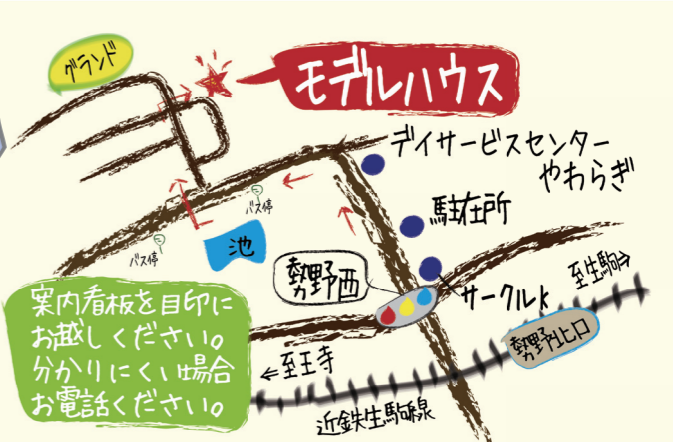 グランド
モデルハウス
デイサービスセンター
やわらぎ
駐在所
バス停
バス停
池
勢野西
サークルK
至生駒→
勢野北口
←至王寺
近鉄生駒線
案内看板を目印に
お越しください。
分かりにくい場合
お電話ください。